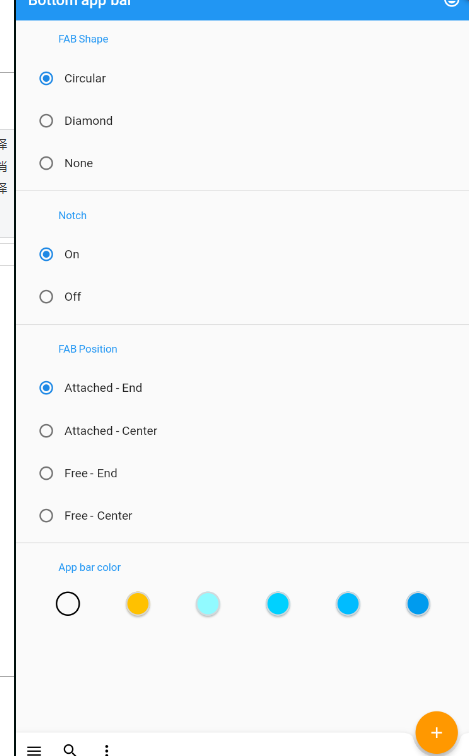 Bottom app bar
FAB Shape
Circular
Diamond
None
Notch
On
Off
FAB Position
Attached - End
Attached - Center
Free - End
Free - Center
App bar color